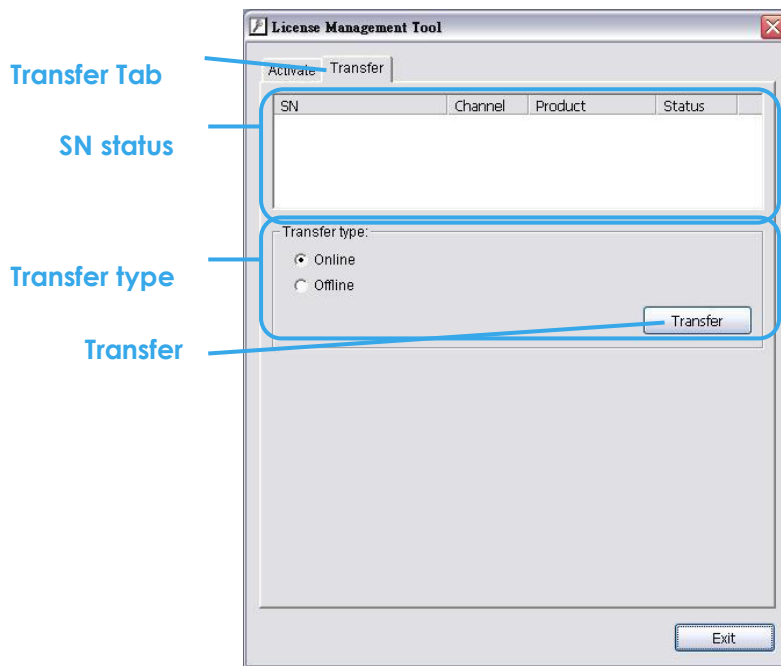 License Management Tool
Transfer Tab
Activate Transfer
SN Channel Product Status
SN status
Transfer type:
Online
Transfer type
Offline
Transfer
Transfer
Exit